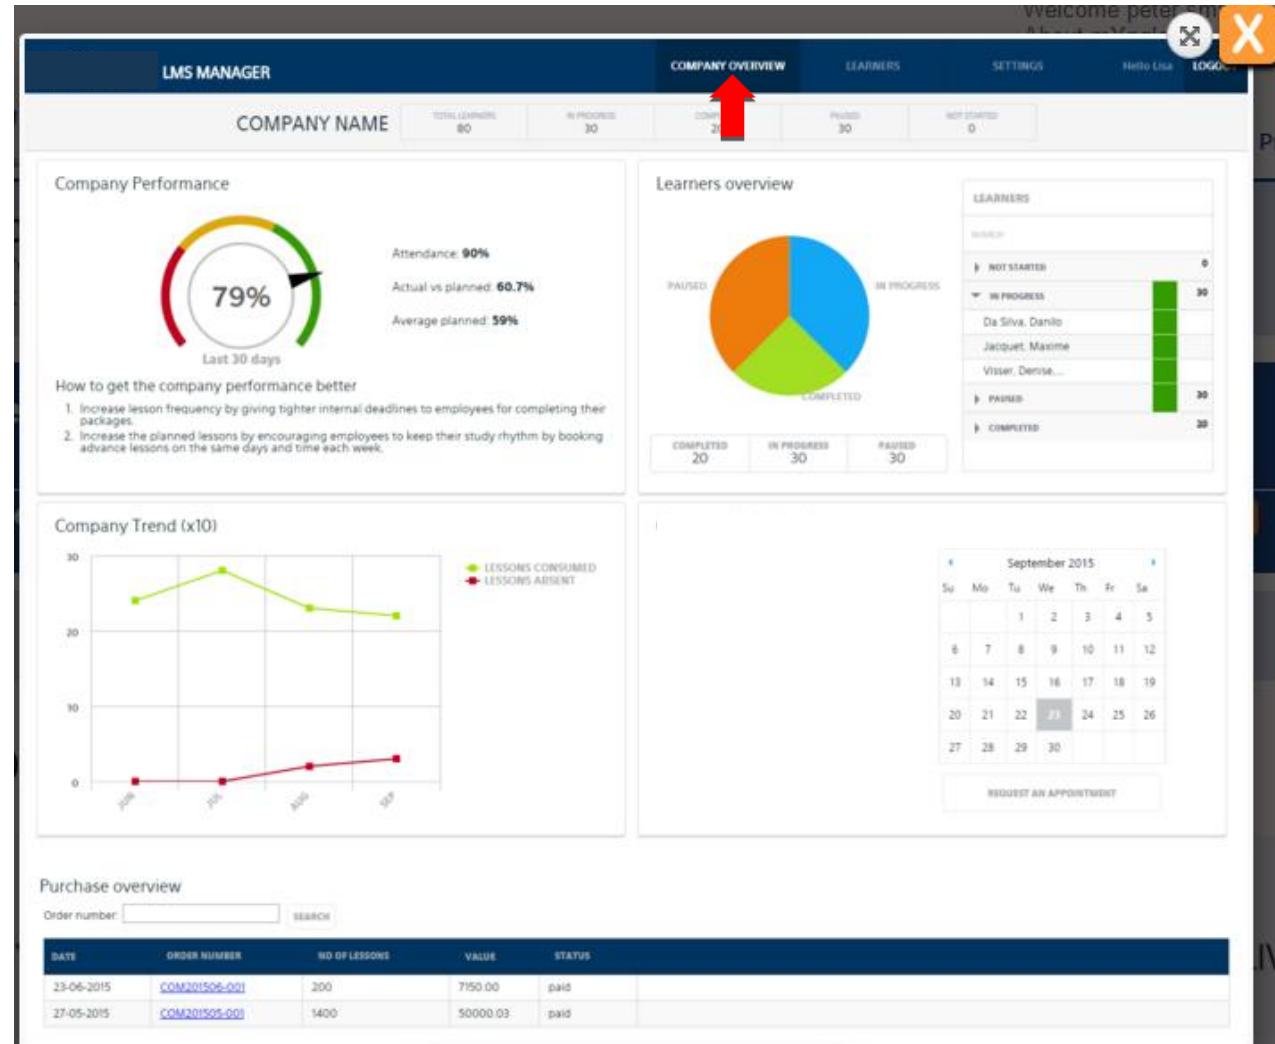 Welcome peter
X
LMS MANAGER
COMPANY OVERVIEW
LEARNERS
SETTINGS
Hello Lisa
COMPANY NAME
TOTAL LEARNERS
80
IN PROGRESS
30
20
PAUSED
30
NOT STARTED
0
Company Performance
79%
Last 30 days
Attendance: 90%
Actual vs planned: 60.7%
Average planned: 59%
How to get the company performance better
1. Increase lesson frequency by giving tighter internal deadlines to employees for completing their
packages.
2. Increase the planned lessons by encouraging employees to keep their study rhythm by booking
advance lessons on the same days and time each week.
Learners overview
PAUSED
IN PROGRESS
COMPLETED
COMPLETED
20
IN PROGRESS
30
PAUSED
30
LEARNERS
SEARCH
NOT STARTED 0
IN PROGRESS 30
Da Silva, Danilo
Jacquet, Maxime
Visser, Denise,...
PAUSED 30
COMPLETED 20
Company Trend (x10)
30
20
10
0
JUN
JUL
AUG
SEP
LESSONS CONSUMED
LESSONS ABSENT
September 2015
Su Mo Tu We Th Fr Sa
1 2 3 4 5
6 7 8 9 10 11 12
13 14 15 16 17 18 19
20 21 22 23 24 25 26
27 28 29 30
REQUEST AN APPOINTMENT
Purchase overview
Order number: SEARCH
DATE ORDER NUMBER NO OF LESSONS VALUE STATUS
23-06-2015 COM201506-001 200 7150.00 paid
27-05-2015 COM201505-001 1400 50000.03 paid